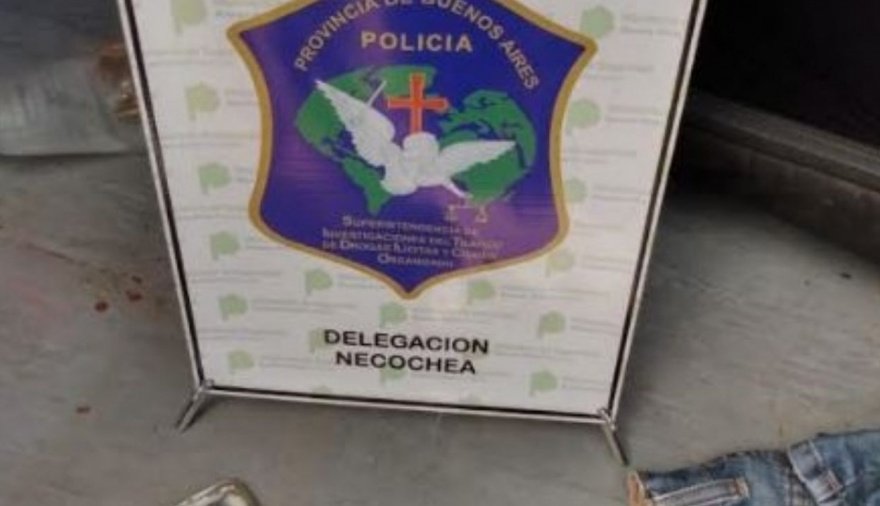 PROVINCIA DE BUENOS AIRES
POLICIA
SUPERINTENDENCIA DE
INVESTIGACIONES DEL TRAFICO
DE DROGAS ILICITAS Y CRIMEN
ORGANIZADO
DELEGACION
NECOCHEA